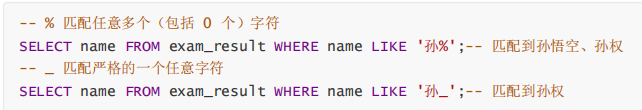 -- % 匹配任意多个（包括 0 个）字符
SELECT name FROM exam_result WHERE name LIKE '孙%';-- 匹配到孙悟空、孙权
-- _ 匹配严格的一个任意字符
SELECT name FROM exam_result WHERE name LIKE '孙_';-- 匹配到孙权